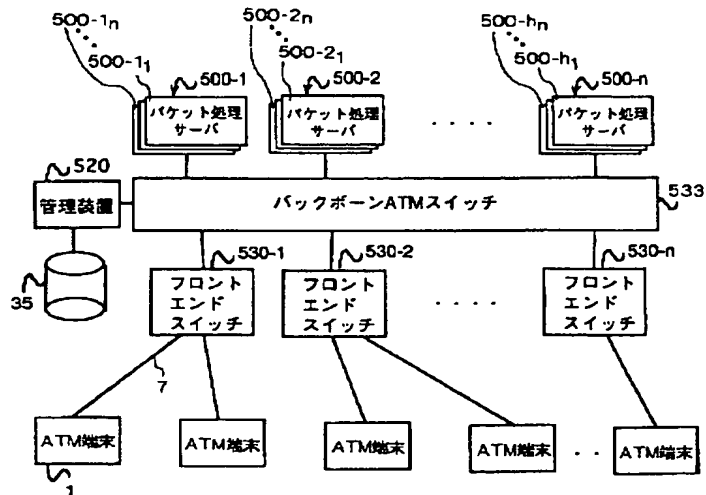 500-1n
500-11
500-1
パケット処理
サーバ
500-2n
500-21
500-2
パケット処理
サーバ
. . . .
500-hn
500-h1
500-n
パケット処理
サーバ
520
管理装置
バックボーンATMスイッチ
533
35
530-1
フロント
エンド
スイッチ
530-2
フロント
エンド
スイッチ
. . . .
530-n
フロント
エンド
スイッチ
7
ATM端末
ATM端末
ATM端末
ATM端末
. .
ATM端末
1